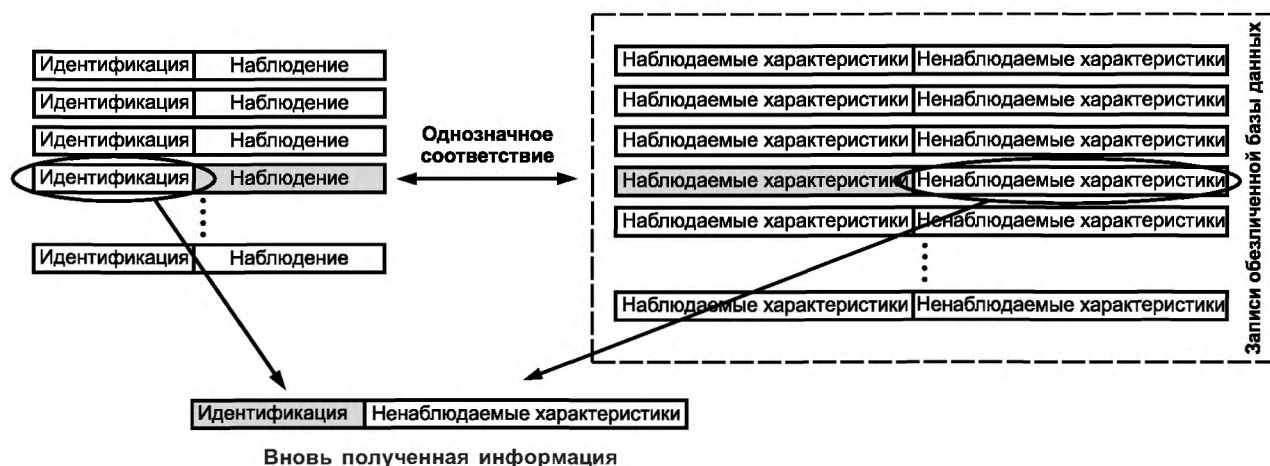 Идентификация Наблюдение
Идентификация Наблюдение
Идентификация Наблюдение
Идентификация Наблюдение
Идентификация Наблюдение
Однозначное
соответствие
Наблюдаемые характеристики Ненаблюдаемые характеристики
Наблюдаемые характеристики Ненаблюдаемые характеристики
Наблюдаемые характеристики Ненаблюдаемые характеристики
Наблюдаемые характеристики Ненаблюдаемые характеристики
Наблюдаемые характеристики Ненаблюдаемые характеристики
Наблюдаемые характеристики Ненаблюдаемые характеристики
Записи обезличенной базы данных
Идентификация Ненаблюдаемые характеристики
Вновь полученная информация